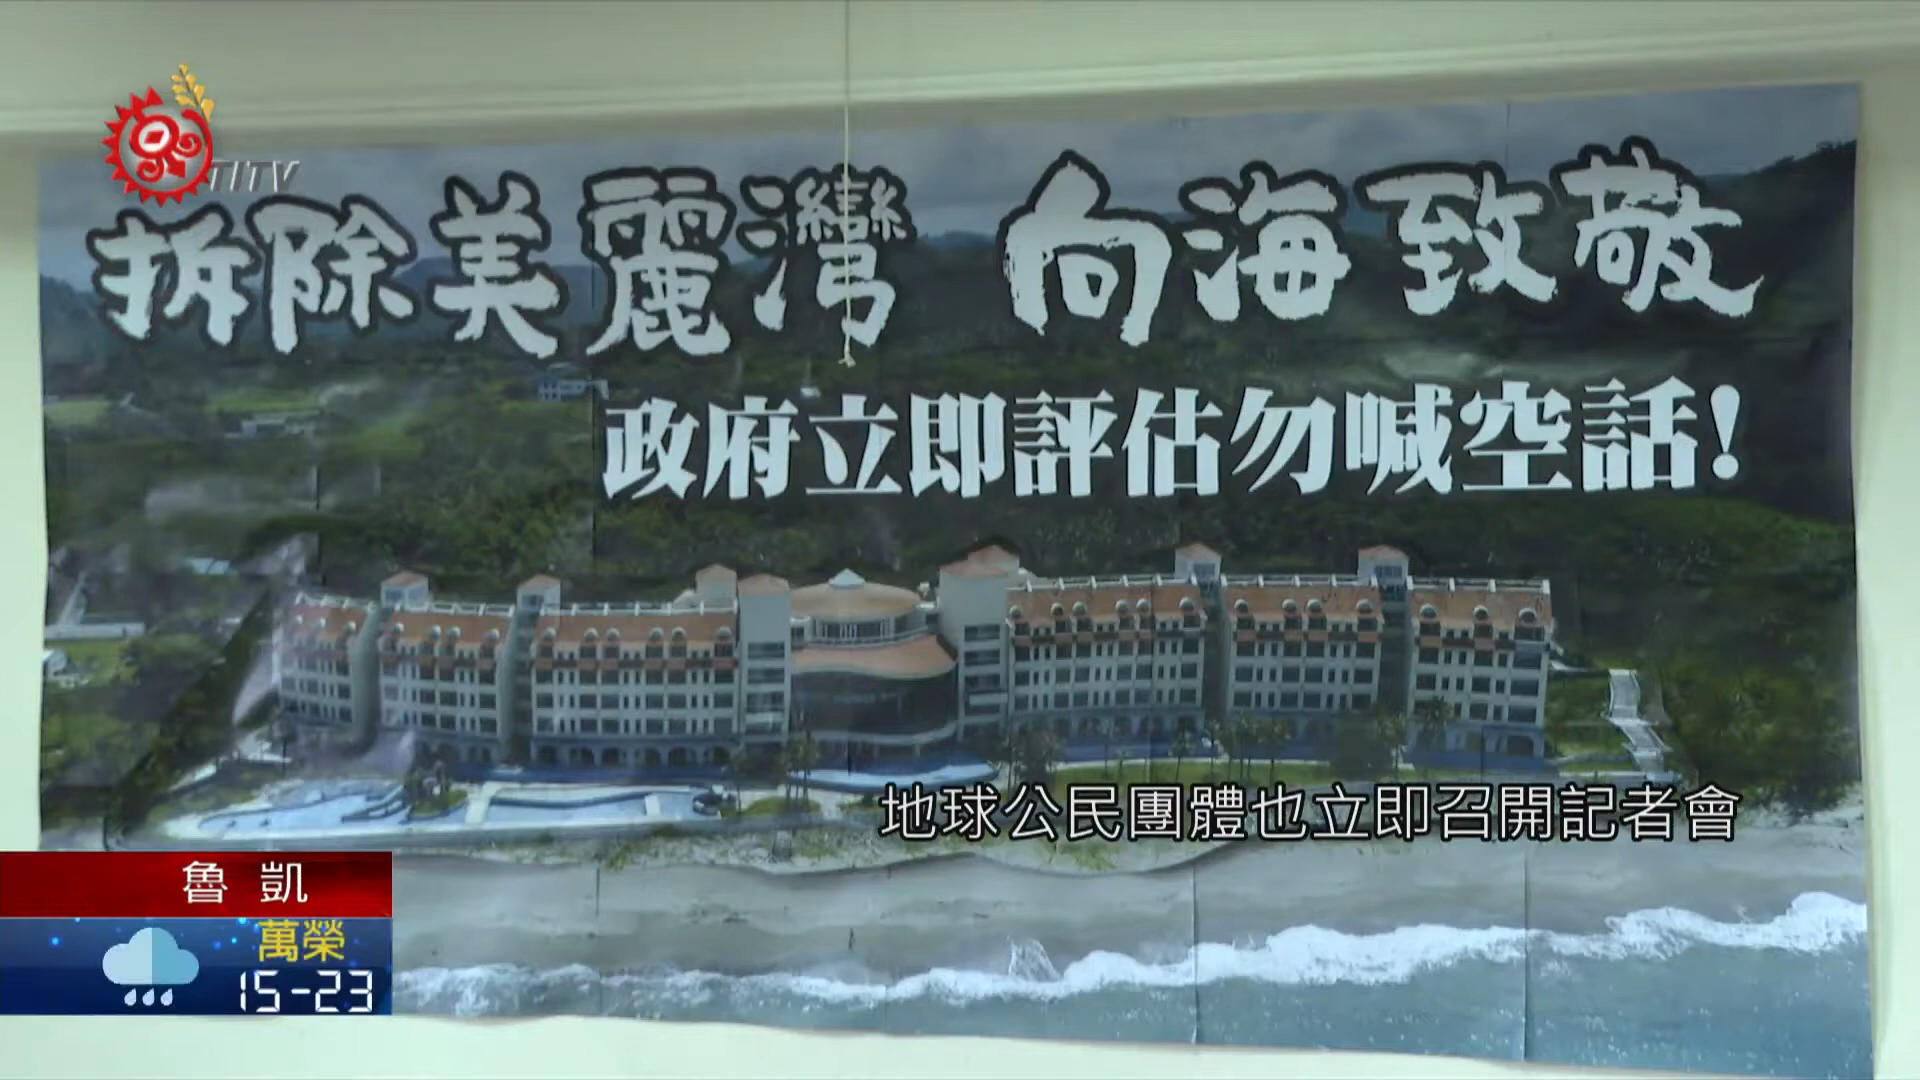 TITV
拆除美麗灣 向海致敬
政府立即評估勿喊空話!
地球公民團體也立即召開記者會
魯凱
萬榮
15-23